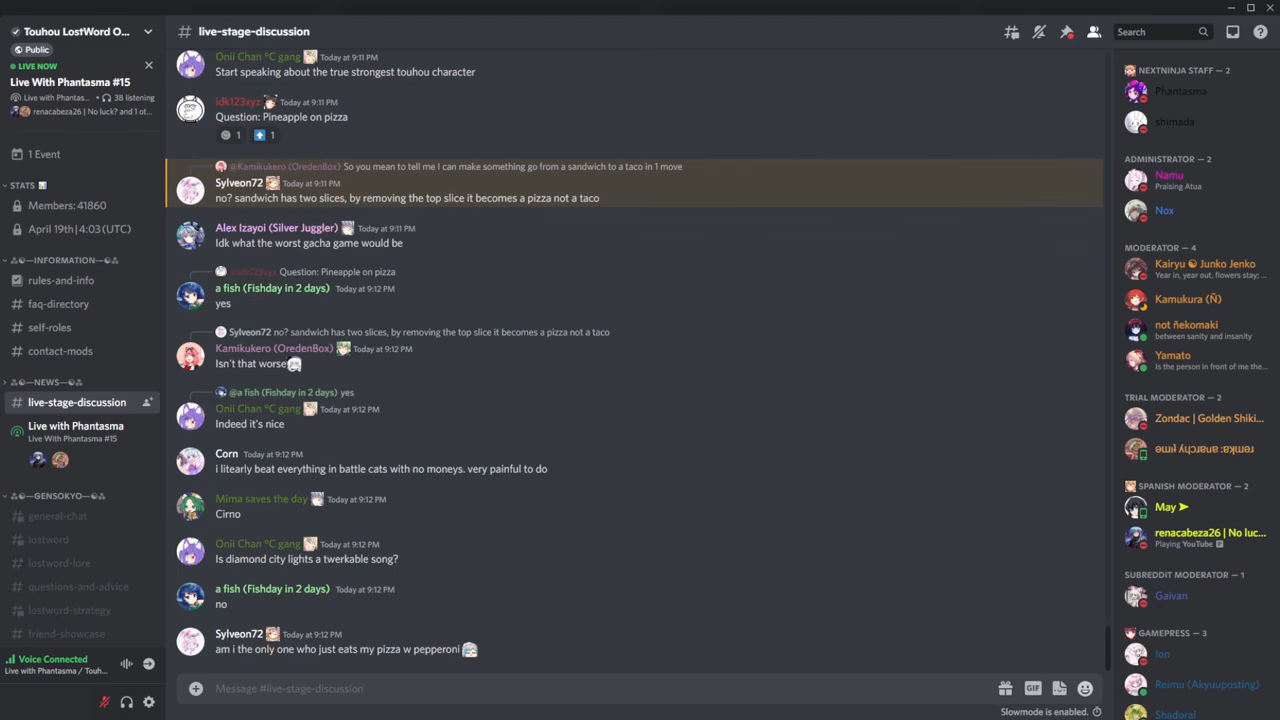 Touhou LostWord O...
Public
LIVE NOW
Live With Phantasma #15
Live with Phantas... 38 listening
renacabeza26 | No luck? and 1 ot...
1 Event
STATS
Members: 41860
April 19th| 4:03 (UTC)
—INFORMATION—
rules-and-info
# faq-directory
# self-roles
# contact-mods
—NEWS—
# live-stage-discussion
Live with Phantasma
Live With Phantasma #15
—GENSOKYO—
general-chat
lostword
lostword-lore
questions-and-advice
lostword-strategy
friend-showcase
Voice Connected
Live with Phantasma / Touh...
# live-stage-discussion
Search
Onii Chan °C gang Today at 9:11 PM
Start speaking about the true strongest touhou character
idk123xyz Today at 9:11 PM
Question: Pineapple on pizza
1 1
@Kamikukero (OredenBox) So you mean to tell me I can make something go from a sandwich to a taco in 1 move
Sylveon72 Today at 9:11 PM
no? sandwich has two slices, by removing the top slice it becomes a pizza not a taco
Alex Izayoi (Silver Juggler) Today at 9:11 PM
Idk what the worst gacha game would be
idk123xyz Question: Pineapple on pizza
a fish (Fishday in 2 days) Today at 9:12 PM
yes
Sylveon72 no? sandwich has two slices, by removing the top slice it becomes a pizza not a taco
Kamikukero (OredenBox) Today at 9:12 PM
Isn't that worse
@a fish (Fishday in 2 days) yes
Onii Chan °C gang Today at 9:12 PM
Indeed it's nice
Corn Today at 9:12 PM
i litearly beat everything in battle cats with no moneys. very painful to do
Mima saves the day Today at 9:12 PM
Cirno
Onii Chan °C gang Today at 9:12 PM
Is diamond city lights a twerkable song?
a fish (Fishday in 2 days) Today at 9:12 PM
no
Sylveon72 Today at 9:12 PM
am i the only one who just eats my pizza w pepperoni
Message #live-stage-discussion
GIF
Slowmode is enabled.
NEXTNINJA STAFF — 2
Phantasma
shimada
ADMINISTRATOR — 2
Namu
Praising Atua
Nox
MODERATOR — 4
Kairyu ☯ Junko Jenko
Year in, year out, flowers stay; ...
Kamukura (Ñ)
not ñekomaki
between sanity and insanity
Yamato
Is the person in front of me the...
TRIAL MODERATOR — 2
Zondac | Golden Shiki...
SPANISH MODERATOR — 2
May ➤
renacabeza26 | No luc...
Playing YouTube
SUBREDDIT MODERATOR — 1
Gaivan
GAMEPRESS — 3
Ion
Reimu (Akyuuposting)
Shadorai